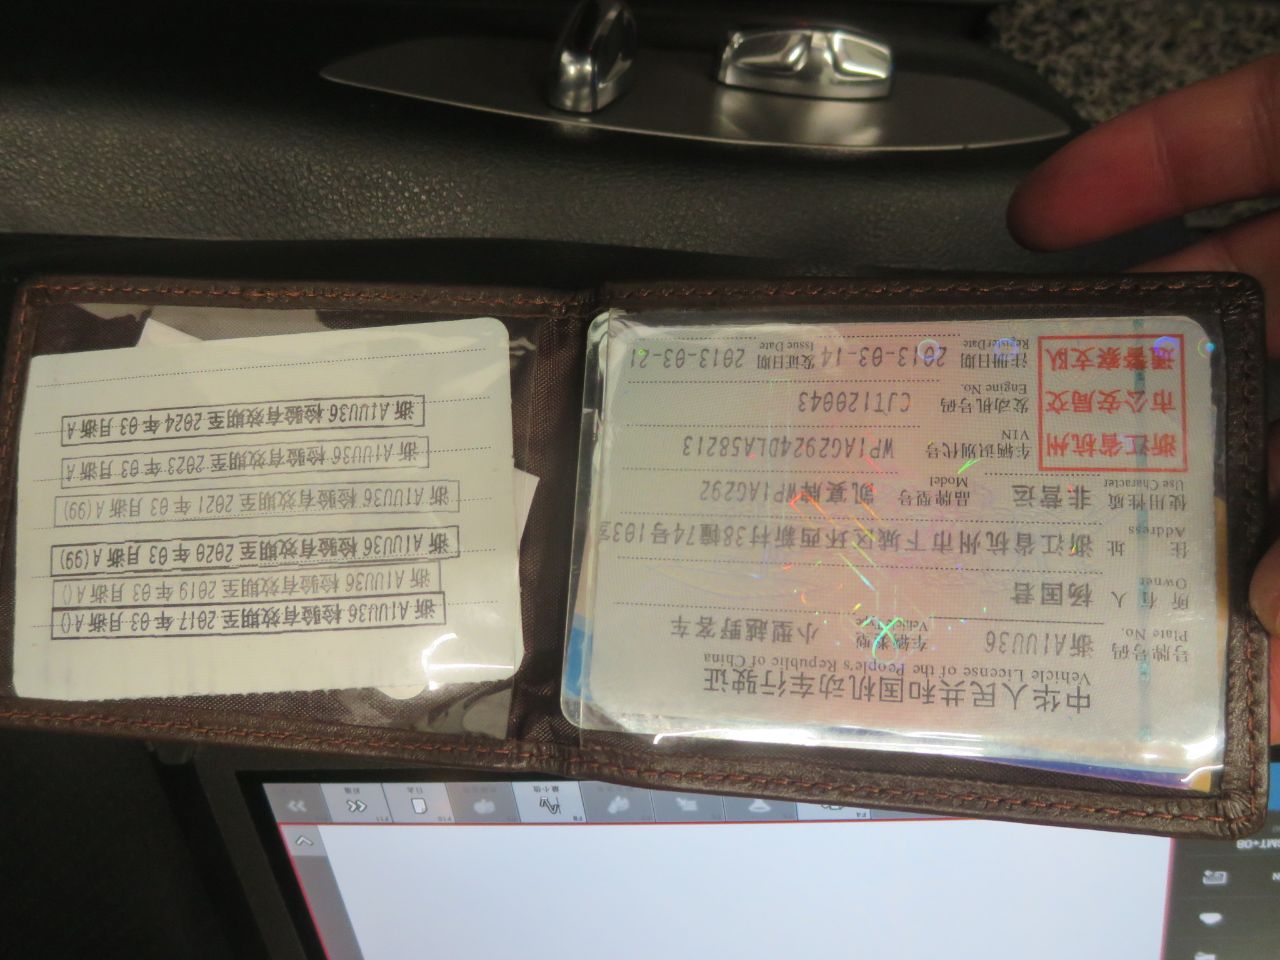 中华人民共和国机动车行驶证
Vehicle License of the People's Republic of China
号牌号码 浙A1UU36 车辆类型 小型越野客车
Plate No. Vehicle Type
所有人 杨国君
Owner
住址 浙江省杭州市下城区环西新村38幢74号103室
Address
使用性质 非营运 品牌型号 凯宴牌WP1AG292
Use Character Model
浙江省杭州
市公安局交
通警察支队
车辆识别代号 WP1AG2924DLA58213
VIN
发动机号码 CJT120043
Engine No.
注册日期 2013-03-14 发证日期 2013-03-21
Register Date Issue Date
浙A1UU36 检验有效期至 2017年03月浙A()
浙A1UU36 检验有效期至 2019年03月浙A()
浙A1UU36 检验有效期至 2020年03月浙A(99)
浙A1UU36 检验有效期至 2021年03月浙A(99)
浙A1UU36 检验有效期至 2023年03月浙A
浙A1UU36 检验有效期至 2024年03月浙A